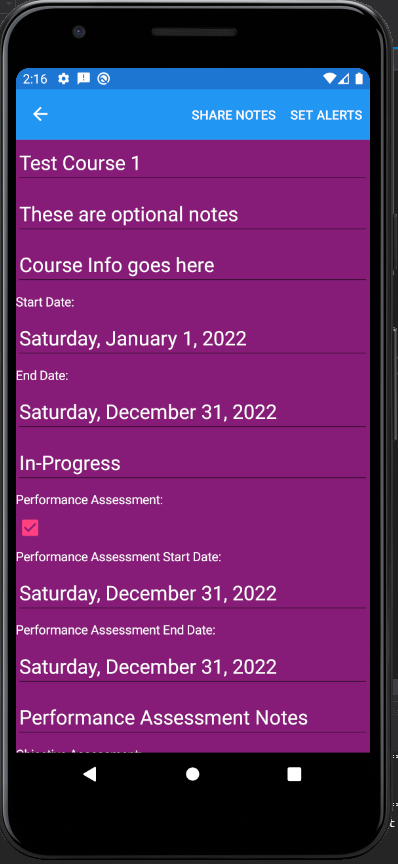 2:16
SHARE NOTES SET ALERTS
Test Course 1
These are optional notes
Course Info goes here
Start Date:
Saturday, January 1, 2022
End Date:
Saturday, December 31, 2022
In-Progress
Performance Assessment:
Performance Assessment Start Date:
Saturday, December 31, 2022
Performance Assessment End Date:
Saturday, December 31, 2022
Performance Assessment Notes
Objective Assessment: